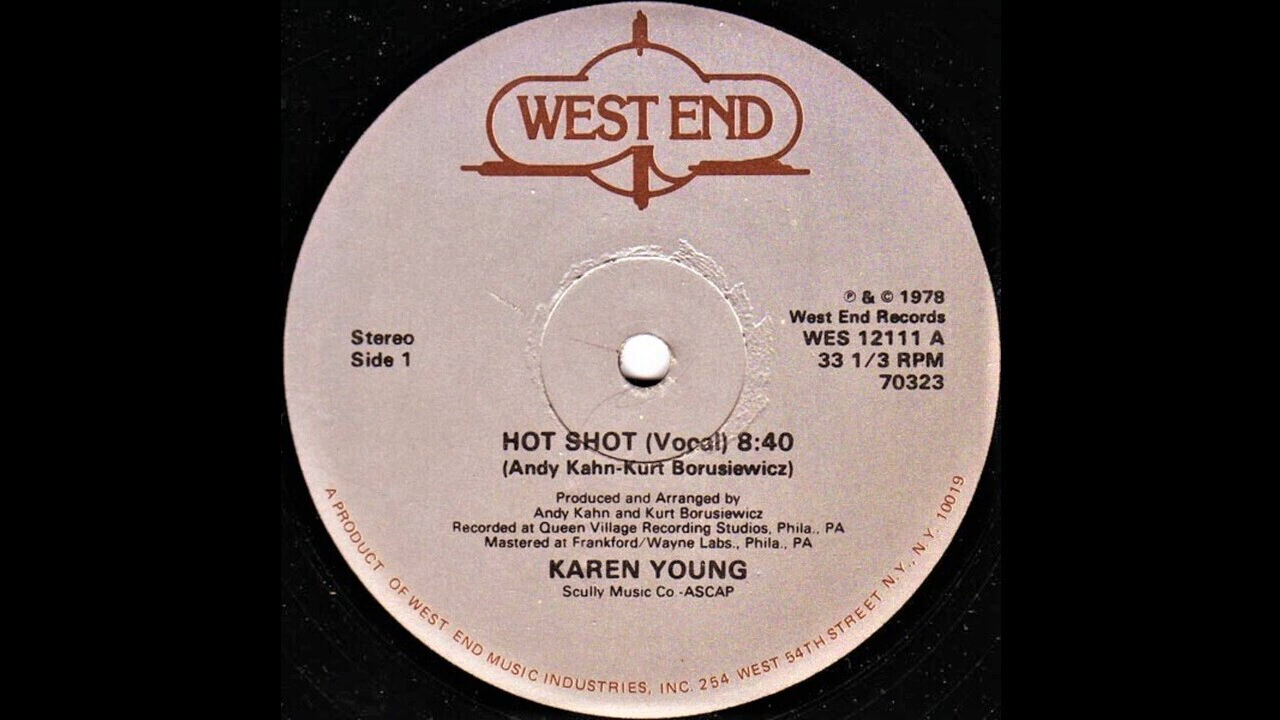 WEST END
Stereo
Side 1
℗ & © 1978
West End Records
WES 12111 A
33 1/3 RPM
70323
HOT SHOT (Vocal) 8:40
(Andy Kahn-Kurt Borusiewicz)
Produced and Arranged by
Andy Kahn and Kurt Borusiewicz
Recorded at Queen Village Recording Studios, Phila., PA
Mastered at Frankford/Wayne Labs., Phila., PA
KAREN YOUNG
Scully Music Co.-ASCAP
A PRODUCT OF WEST END MUSIC INDUSTRIES, INC. 254 WEST 54TH STREET N.Y., N.Y. 10019